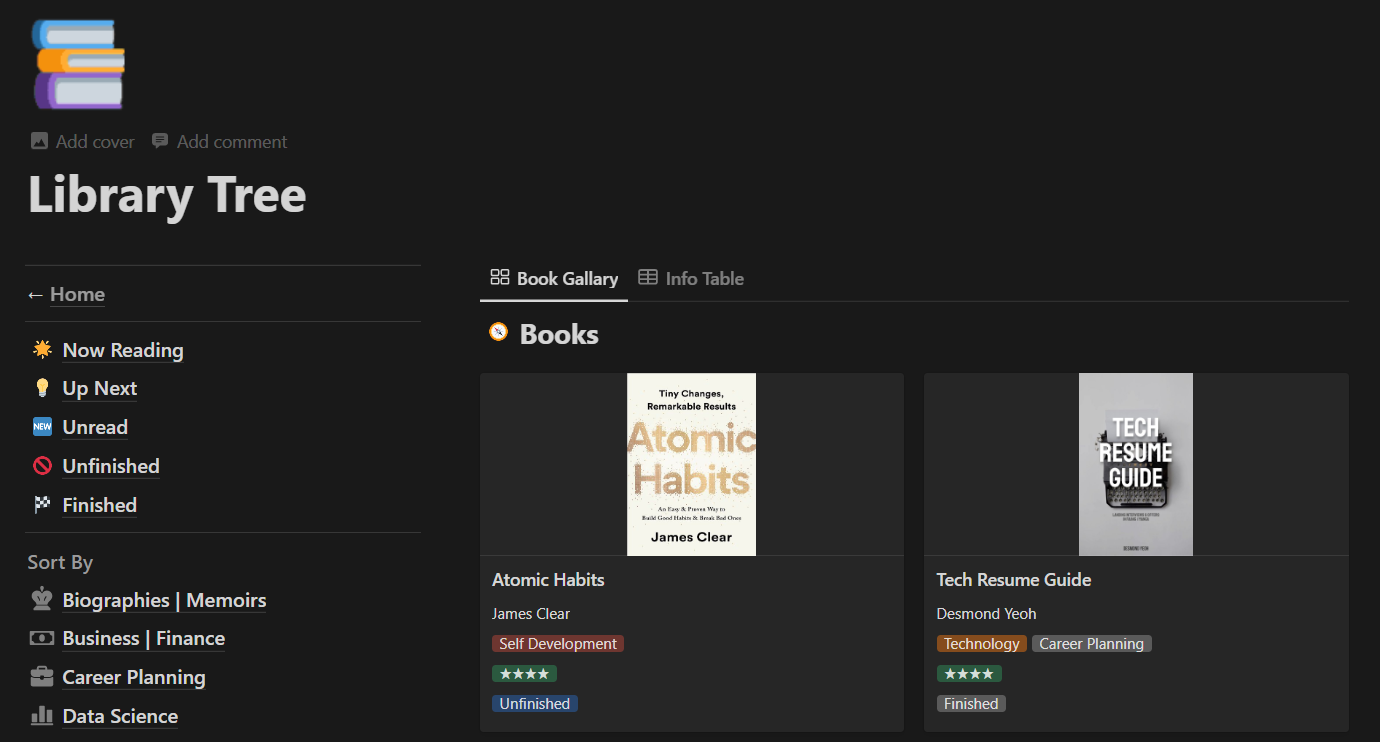 Add cover Add comment
Library Tree
← Home
Now Reading
Up Next
NEW Unread
Unfinished
Finished
Sort By
Biographies | Memoirs
Business | Finance
Career Planning
Data Science
Book Gallary Info Table
Books
Tiny Changes,
Remarkable Results
Atomic
Habits
An Easy & Proven Way to
Build Good Habits & Break Bad Ones
James Clear
Atomic Habits
James Clear
Self Development
★★★★
Unfinished
TECH
RESUME
GUIDE
DESMOND YEOH
Tech Resume Guide
Desmond Yeoh
Technology Career Planning
★★★★
Finished